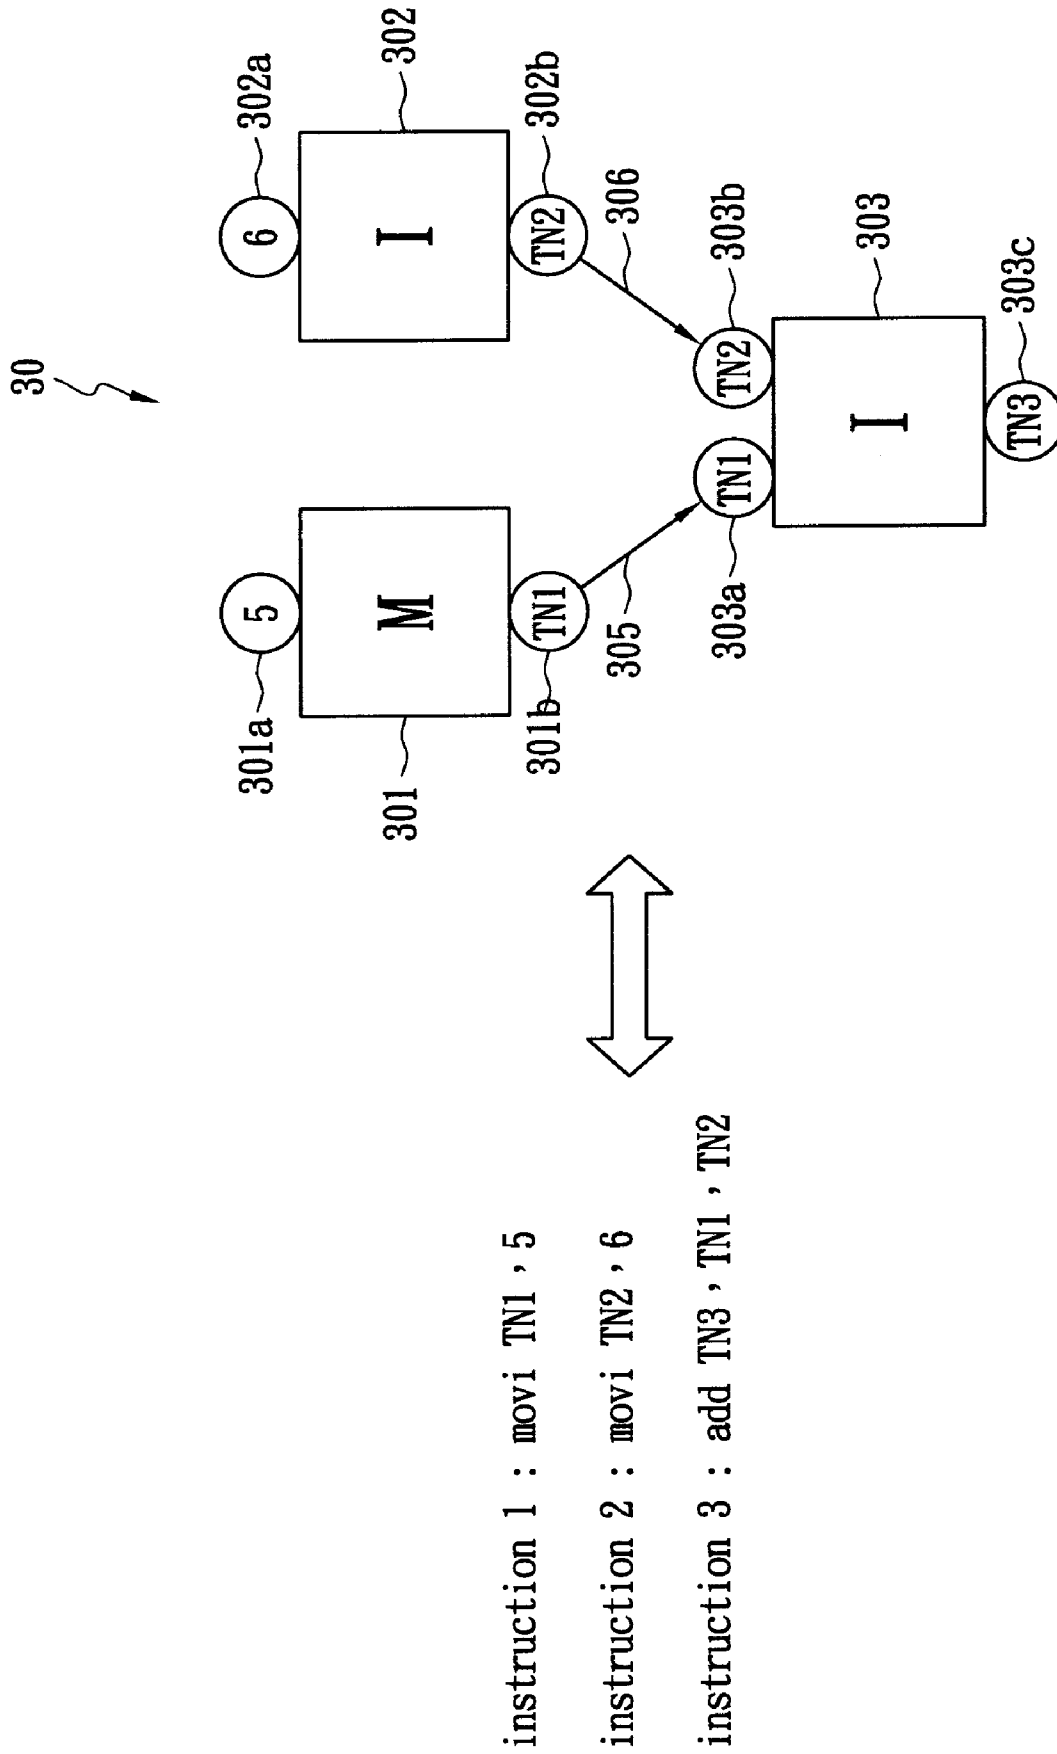 30
instruction 1 : movi TN1 , 5
instruction 2 : movi TN2 , 6
instruction 3 : add TN3 , TN1 , TN2
301a
5
6
302a
301
M
I
302
301b
TN1
TN2
302b
305
306
303a
TN1
TN2
303b
I
303
TN3
303c